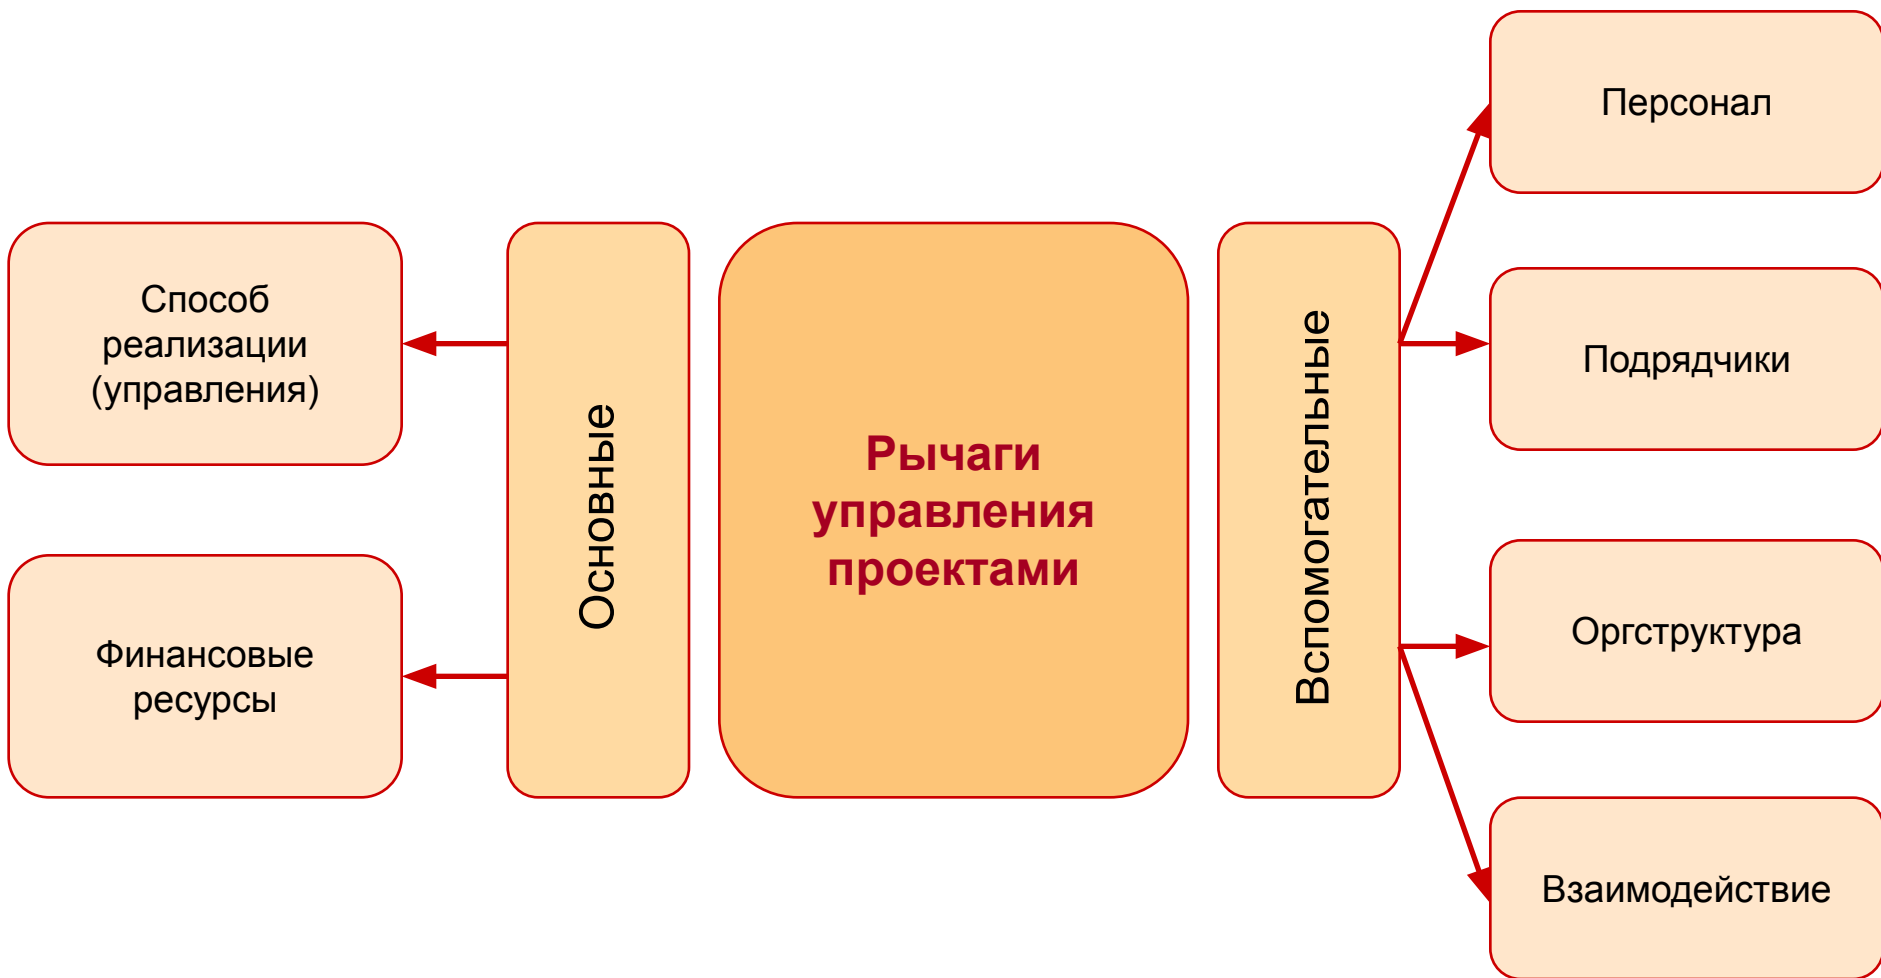 Способ
реализации
(управления)
Финансовые
ресурсы
Основные
Рычаги
управления
проектами
Вспомогательные
Персонал
Подрядчики
Оргструктура
Взаимодействие